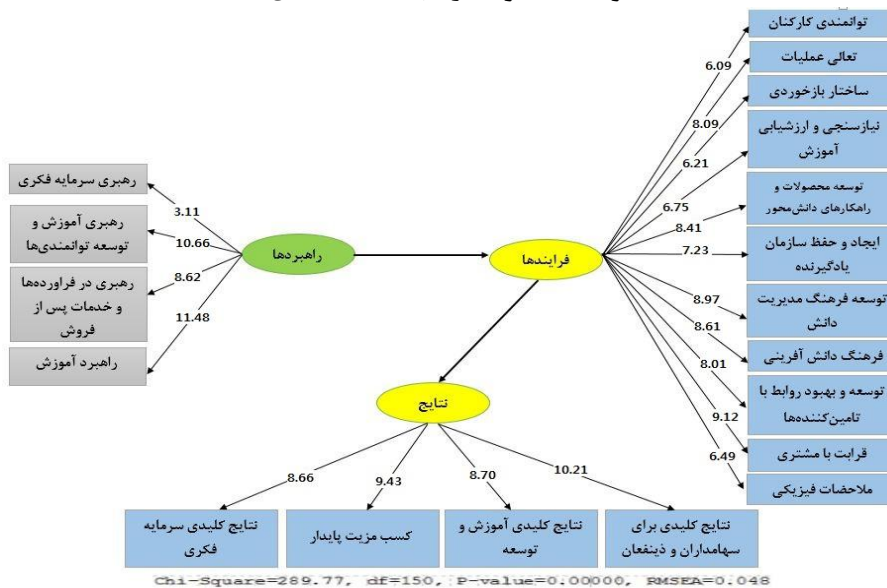 توانمندی کارکنان
تعالی عملیات
ساختار بازخوردی
نیازسنجی و ارزشیابی
آموزش
توسعه محصولات و
راهکارهای دانش‌محور
ایجاد و حفظ سازمان
یادگیرنده
توسعه فرهنگ مدیریت
دانش
فرهنگ دانش آفرینی
توسعه و بهبود روابط با
تامین‌کننده‌ها
قرابت با مشتری
ملاحضات فیزیکی
6.09
8.09
6.21
6.75
8.41
7.23
8.97
8.61
8.01
9.12
6.49
فرایندها
راهبردها
3.11
10.66
8.62
11.48
رهبری سرمایه فکری
رهبری آموزش و
توسعه توانمندی‌ها
رهبری در فراورده‌ها
و خدمات پس از
فروش
راهبرد آموزش
نتایج
10.21
8.70
9.43
8.66
نتایج کلیدی برای
سهامداران و ذینفعان
نتایج کلیدی آموزش و
توسعه
کسب مزیت پایدار
نتایج کلیدی سرمایه
فکری
Chi-Square=289.77, df=150, P-value=0.00000, RMSEA=0.048